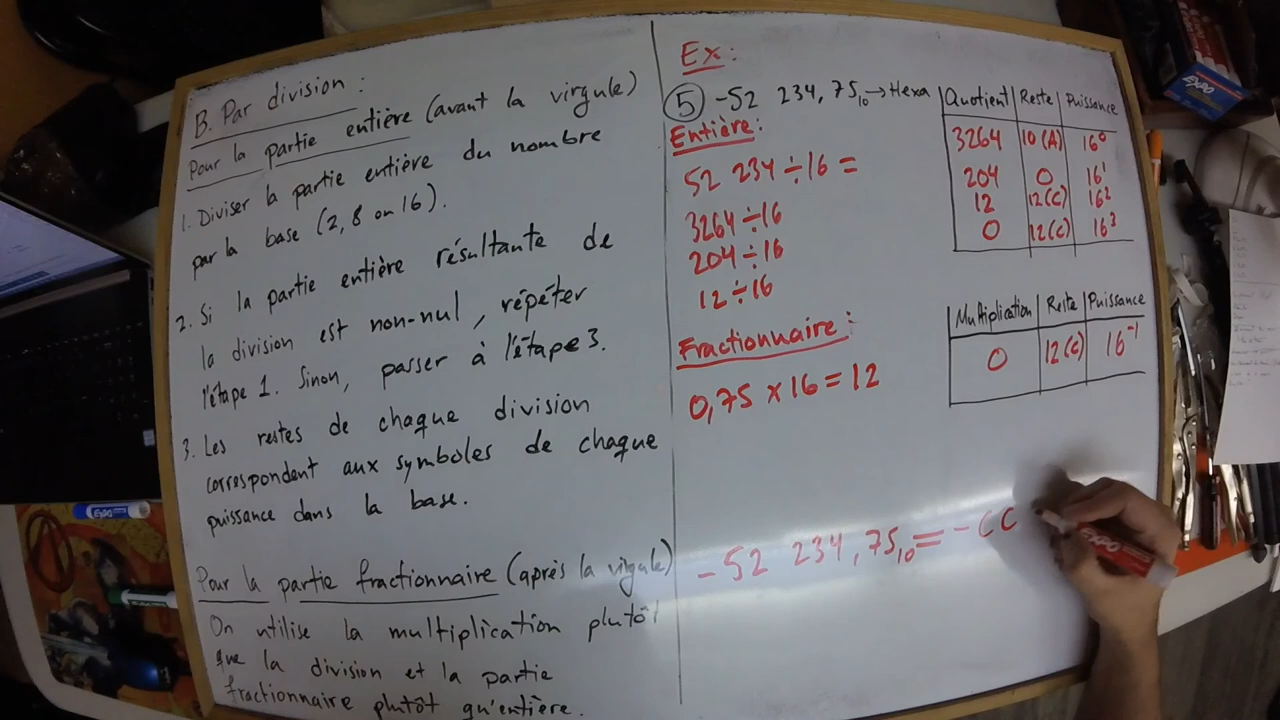 B. Par division :
Pour la partie entière (avant la virgule)
1. Diviser la partie entière du nombre
par la base (2, 8 ou 16).
2. Si la partie entière résultante de
la division est non-nul, répéter
l'étape 1. Sinon, passer à l'étape 3.
3. Les restes de chaque division
correspondent aux symboles de chaque
puissance dans la base.
Pour la partie fractionnaire (après la virgule)
On utilise la multiplication plutôt
que la division et la partie
fractionnaire plutôt qu'entière.
Ex:
5 -52 234,75₁₀ → Hexa
Entière:
52 234 ÷ 16 =
3264 ÷ 16
204 ÷ 16
12 ÷ 16
Fractionnaire:
0,75 x 16 = 12
Quotient Reste Puissance
3264 10 (A) 16⁰
204 0 16¹
12 12 (C) 16²
0 12 (C) 16³
Multiplication Reste Puissance
0 12 (C) 16⁻¹
-52 234,75₁₀ = -CC
EXPO
EXPO
EXPO